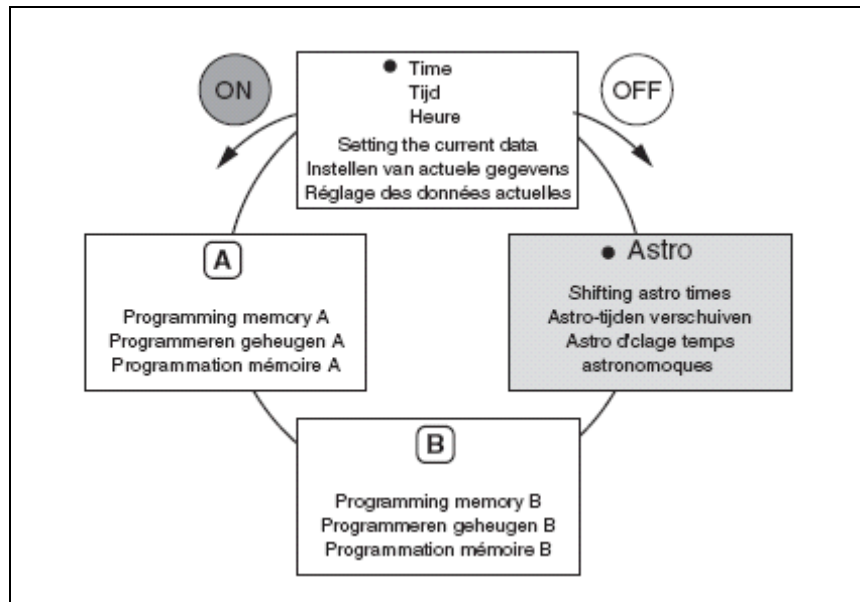 ON
● Time
Tijd
Heure
Setting the current data
Instellen van actuele gegevens
Réglage des données actuelles
OFF
A
Programming memory A
Programmeren geheugen A
Programmation mémoire A
● Astro
Shifting astro times
Astro-tijden verschuiven
Astro d'clage temps
astronomoques
B
Programming memory B
Programmeren geheugen B
Programmation mémoire B